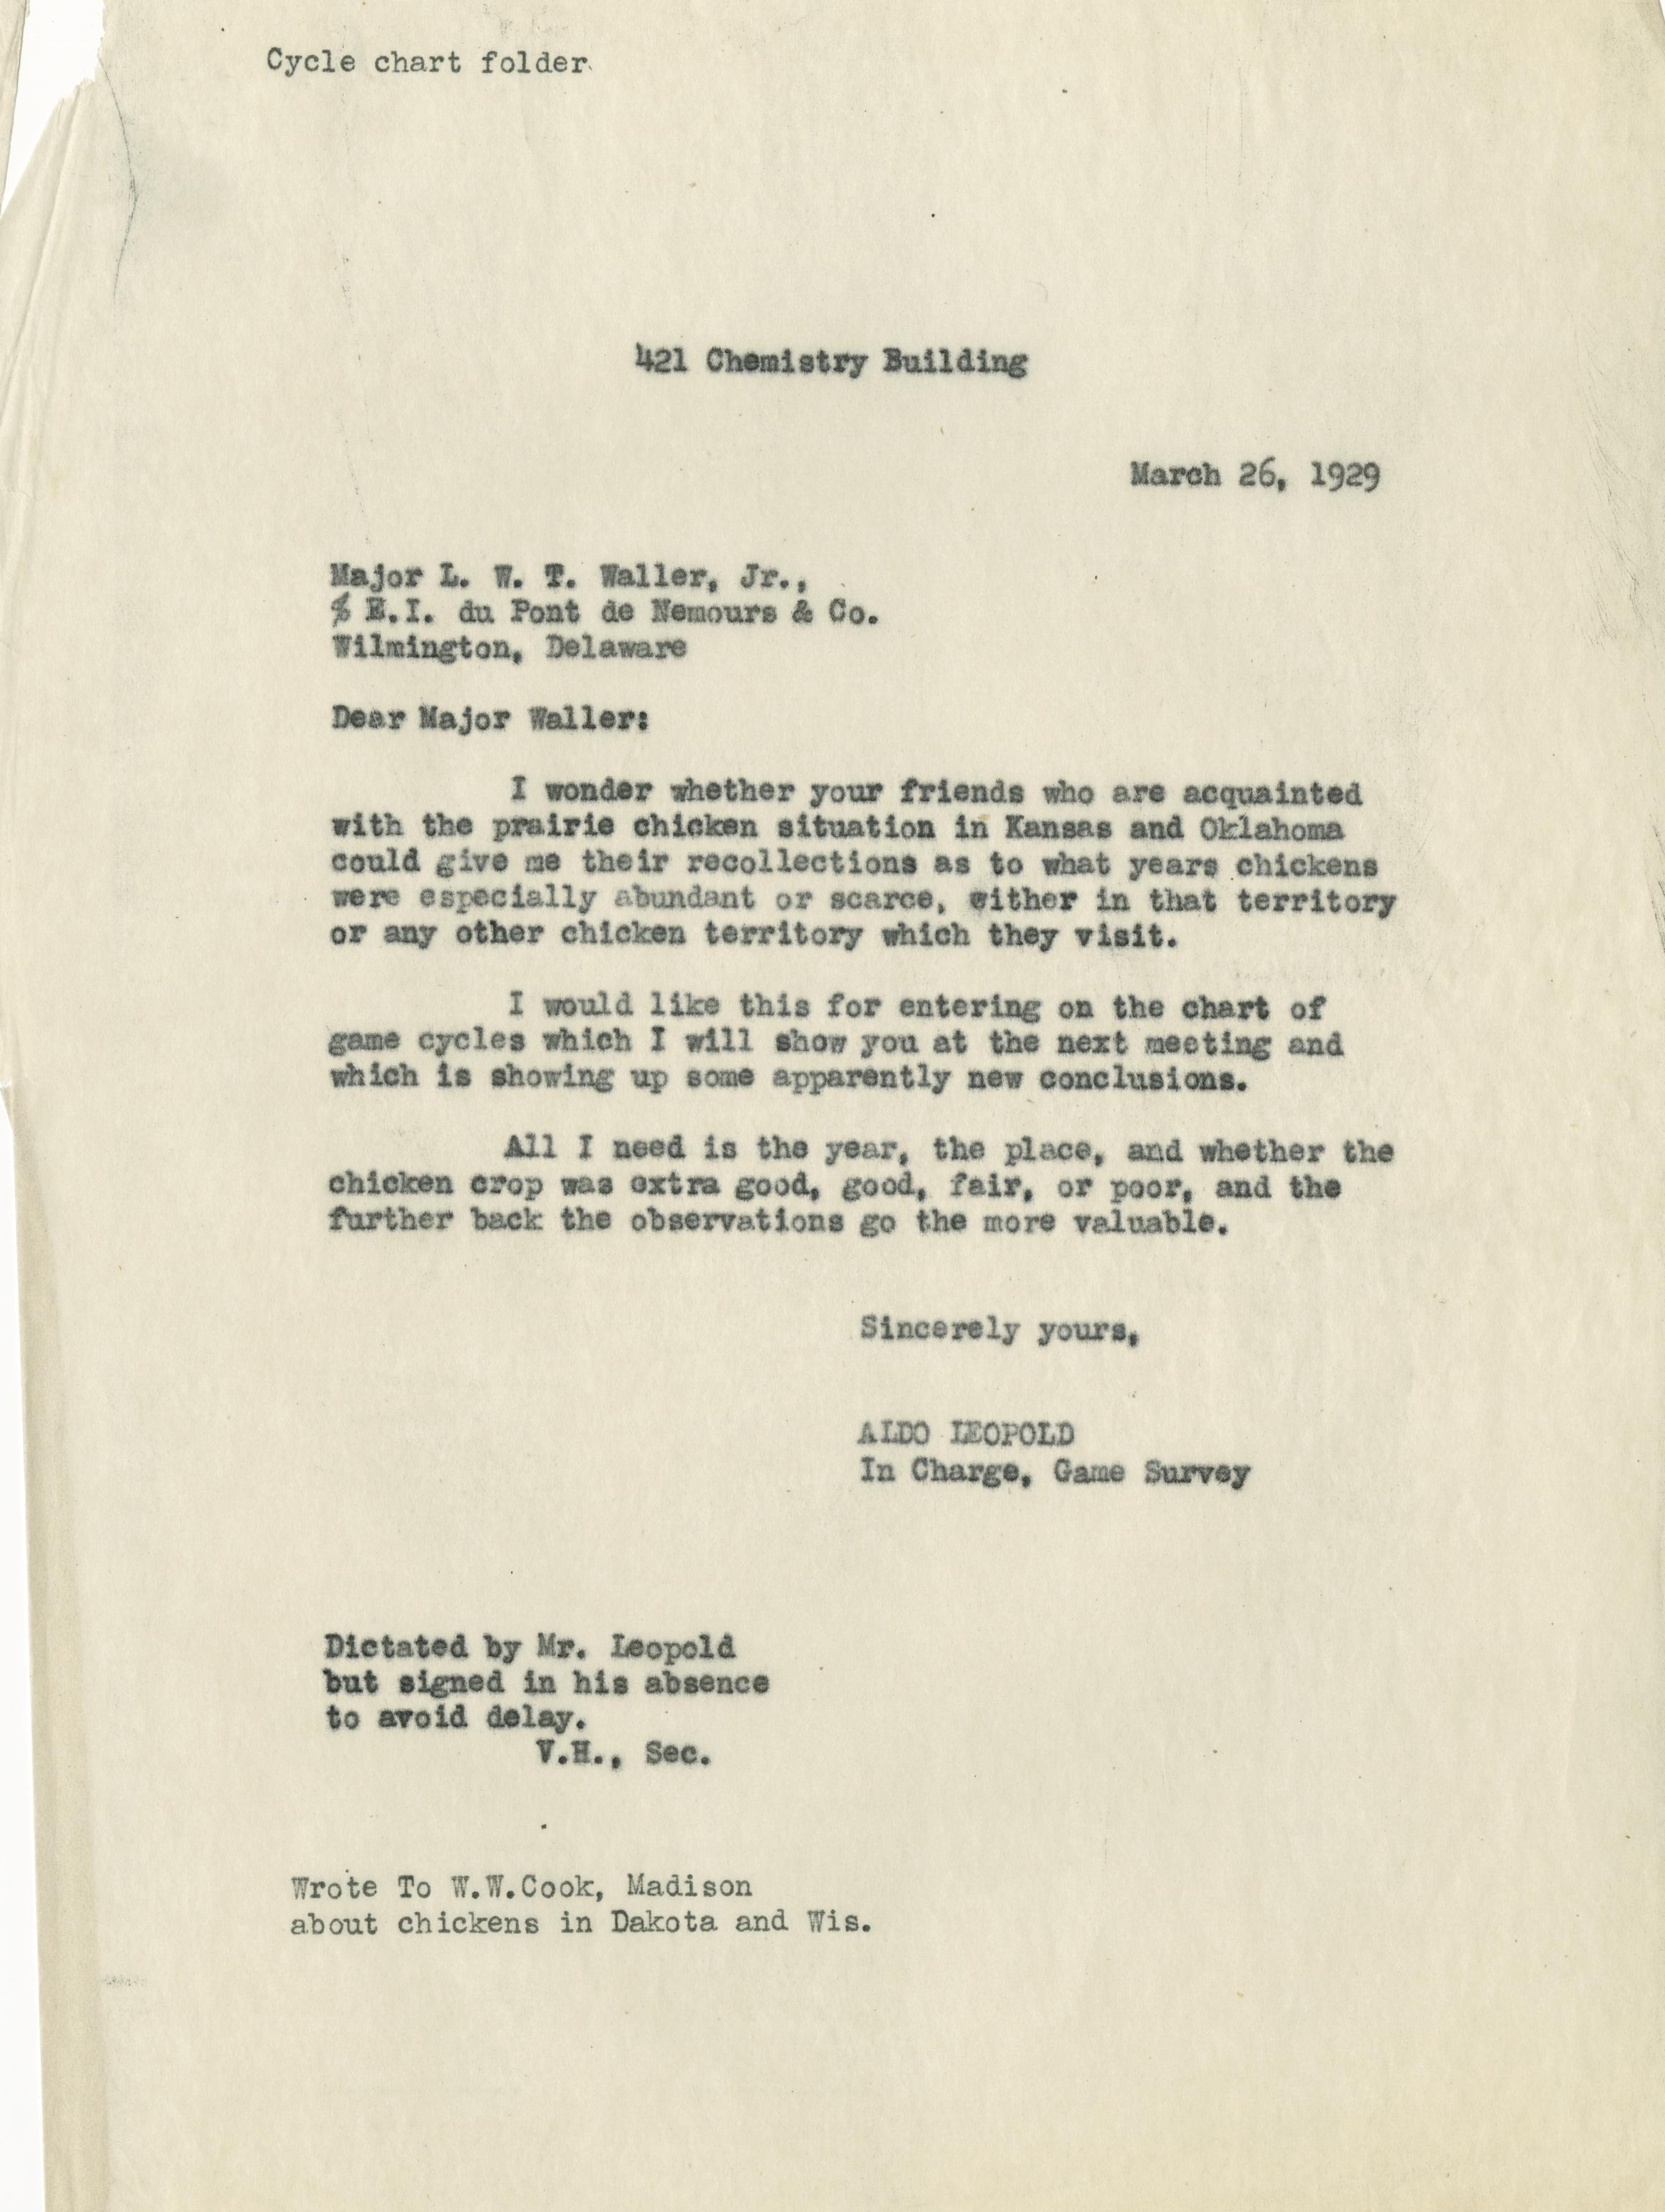 Cycle chart folder
421 Chemistry Building
March 26, 1929
Major L. W. T. Waller, Jr.,
% E.I. du Pont de Nemours & Co.
Wilmington, Delaware
Dear Major Waller:
I wonder whether your friends who are acquainted
with the prairie chicken situation in Kansas and Oklahoma
could give me their recollections as to what years chickens
were especially abundant or scarce, either in that territory
or any other chicken territory which they visit.
I would like this for entering on the chart of
game cycles which I will show you at the next meeting and
which is showing up some apparently new conclusions.
All I need is the year, the place, and whether the
chicken crop was extra good, good, fair, or poor, and the
further back the observations go the more valuable.
Sincerely yours,
ALDO LEOPOLD
In Charge, Game Survey
Dictated by Mr. Leopold
but signed in his absence
to avoid delay.
V.H., Sec.
Wrote To W.W.Cook, Madison
about chickens in Dakota and Wis.